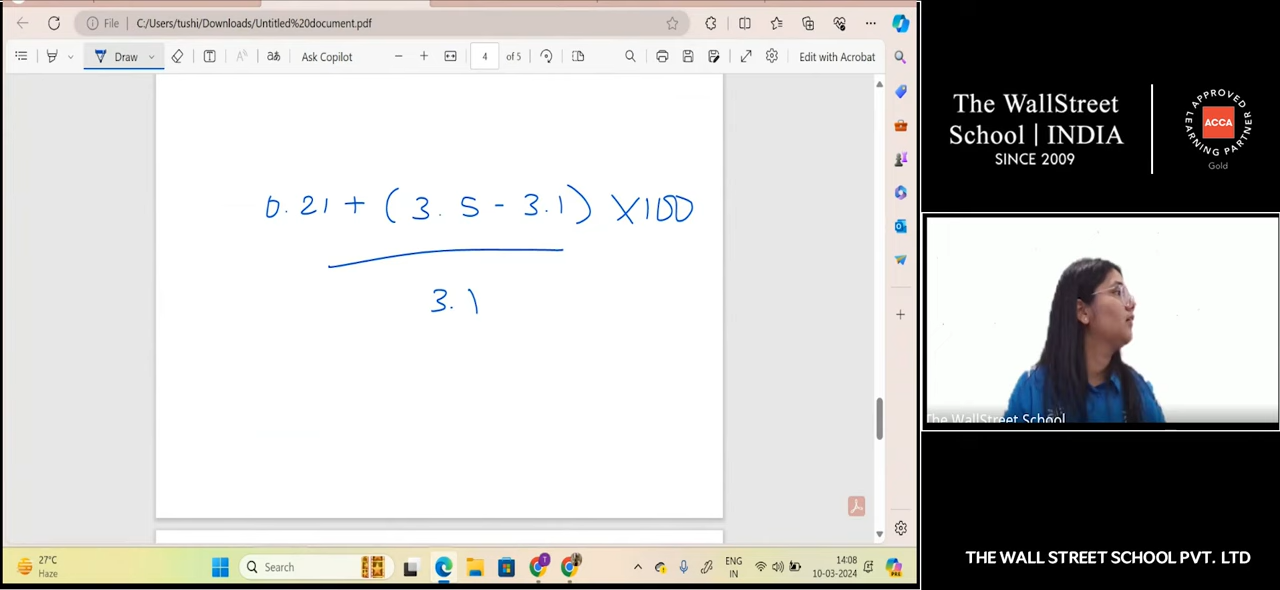 File
C:/Users/tushi/Downloads/Untitled%20document.pdf
Draw
Ask Copilot
4 of 5
Edit with Acrobat
0.21 + (3.5 - 3.1) X100
3.1
The WallStreet
School | INDIA
SINCE 2009
APPROVED
LEARNING PARTNER
ACCA
Gold
The WallStreet School
THE WALL STREET SCHOOL PVT. LTD
27°C
Haze
Search
ENG
IN
14:08
10-03-2024